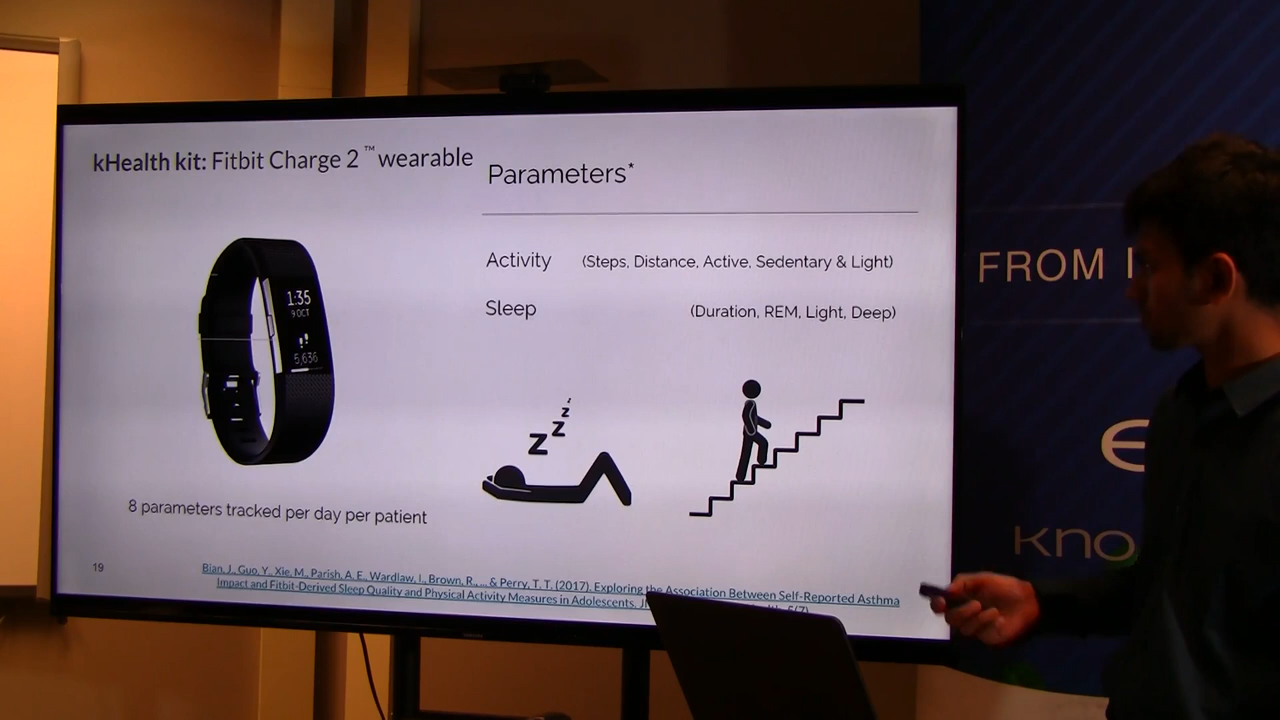 kHealth kit: Fitbit Charge 2 ™ wearable
Parameters*
Activity (Steps, Distance, Active, Sedentary & Light)
Sleep (Duration, REM, Light, Deep)
1:35
9 OCT
5,636
z
z
z
z
8 parameters tracked per day per patient
19
Bian, J., Guo, Y., Xie, M., Parish, A. E., Wardlaw, I., Brown, R., ... & Perry, T. T. (2017). Exploring the Association Between Self-Reported Asthma
Impact and Fitbit-Derived Sleep Quality and Physical Activity Measures in Adolescents.
FROM
kno